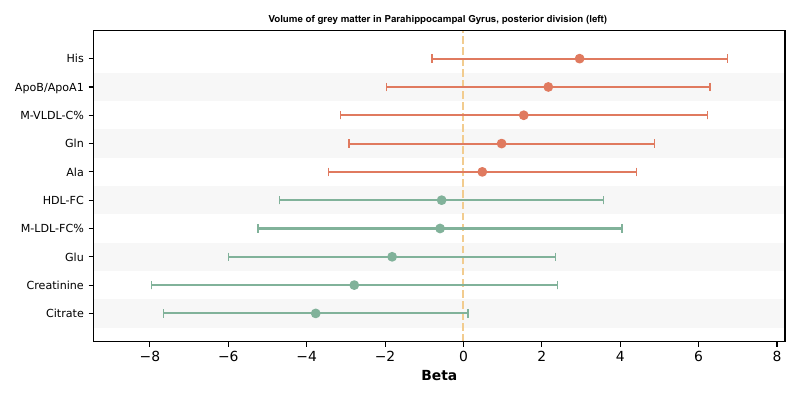 Volume of grey matter in Parahippocampal Gyrus, posterior division (left)
His
ApoB/ApoA1
M-VLDL-C%
Gln
Ala
HDL-FC
M-LDL-FC%
Glu
Creatinine
Citrate
−8 −6 −4 −2 0 2 4 6 8
Beta